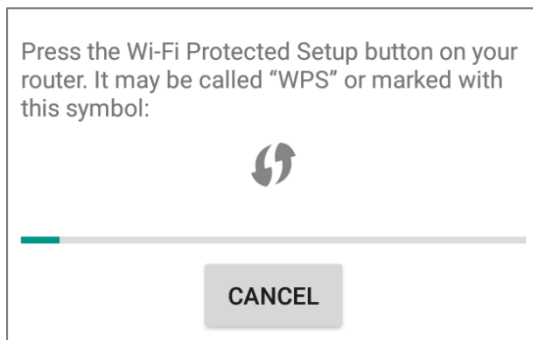 Press the Wi-Fi Protected Setup button on your
router. It may be called “WPS” or marked with
this symbol:
CANCEL